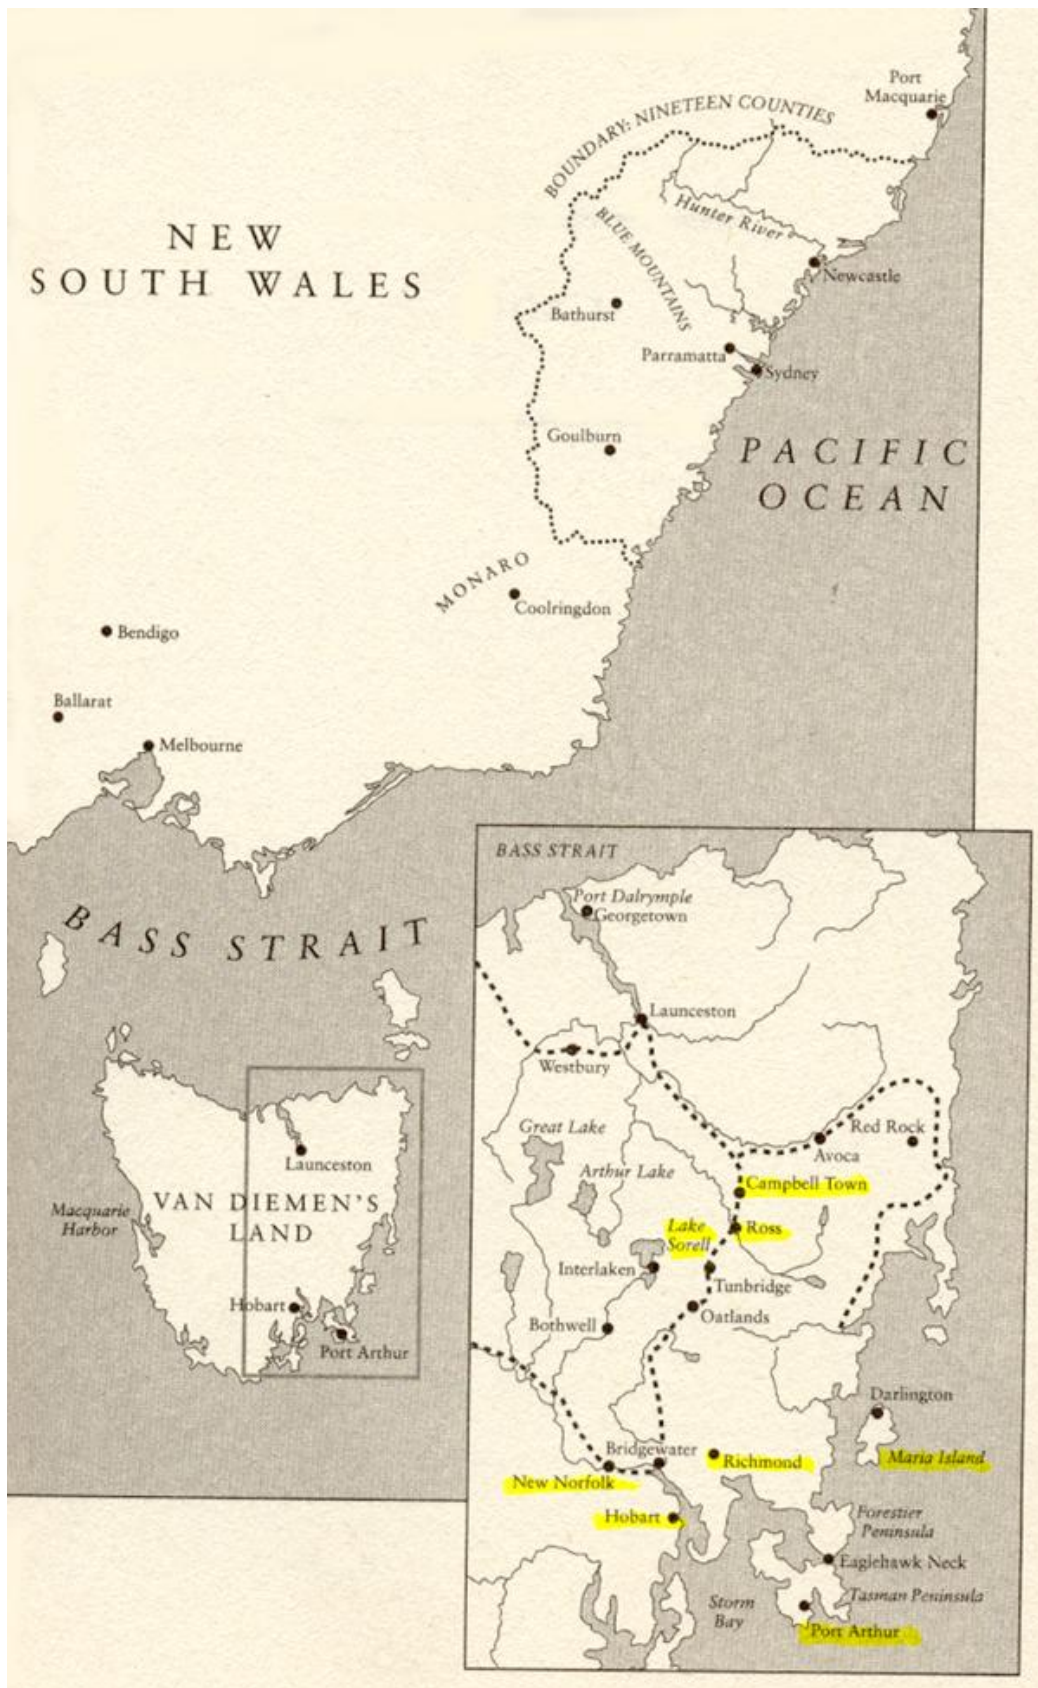 Port
Macquarie
BOUNDARY: NINETEEN COUNTIES
NEW
SOUTH WALES
BLUE MOUNTAINS
Hunter River
Newcastle
Bathurst
Parramatta
Sydney
Goulburn
PACIFIC
OCEAN
MONARO
Coolringdon
Bendigo
Ballarat
Melbourne
BASS STRAIT
Launceston
VAN DIEMEN'S
LAND
Macquarie
Harbor
Hobart
Port Arthur
BASS STRAIT
Port Dalrymple
Georgetown
Launceston
Westbury
Great Lake
Arthur Lake
Red Rock
Avoca
Campbell Town
Lake
Sorell
Ross
Interlaken
Tunbridge
Oatlands
Bothwell
Darlington
Bridgewater
Richmond
Maria Island
New Norfolk
Hobart
Forestier
Peninsula
Eaglehawk Neck
Tasman Peninsula
Storm
Bay
Port Arthur